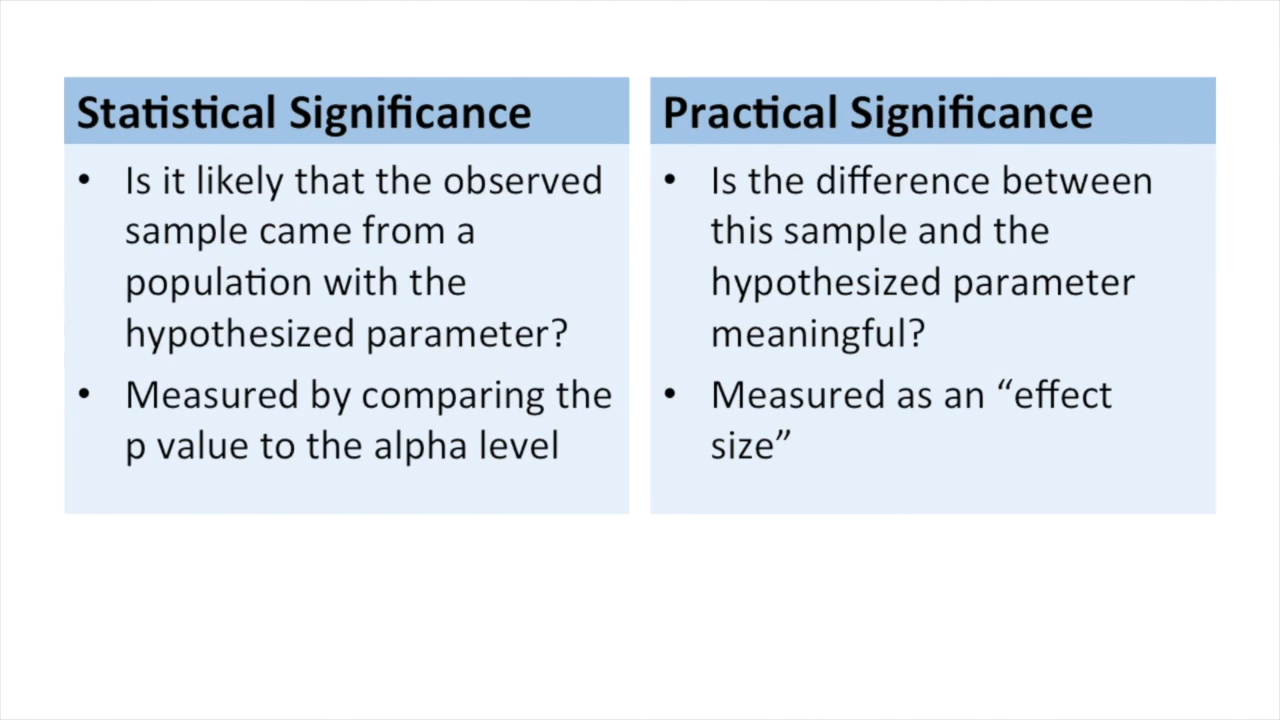 Statistical Significance
• Is it likely that the observed
sample came from a
population with the
hypothesized parameter?
• Measured by comparing the
p value to the alpha level
Practical Significance
• Is the difference between
this sample and the
hypothesized parameter
meaningful?
• Measured as an “effect
size”